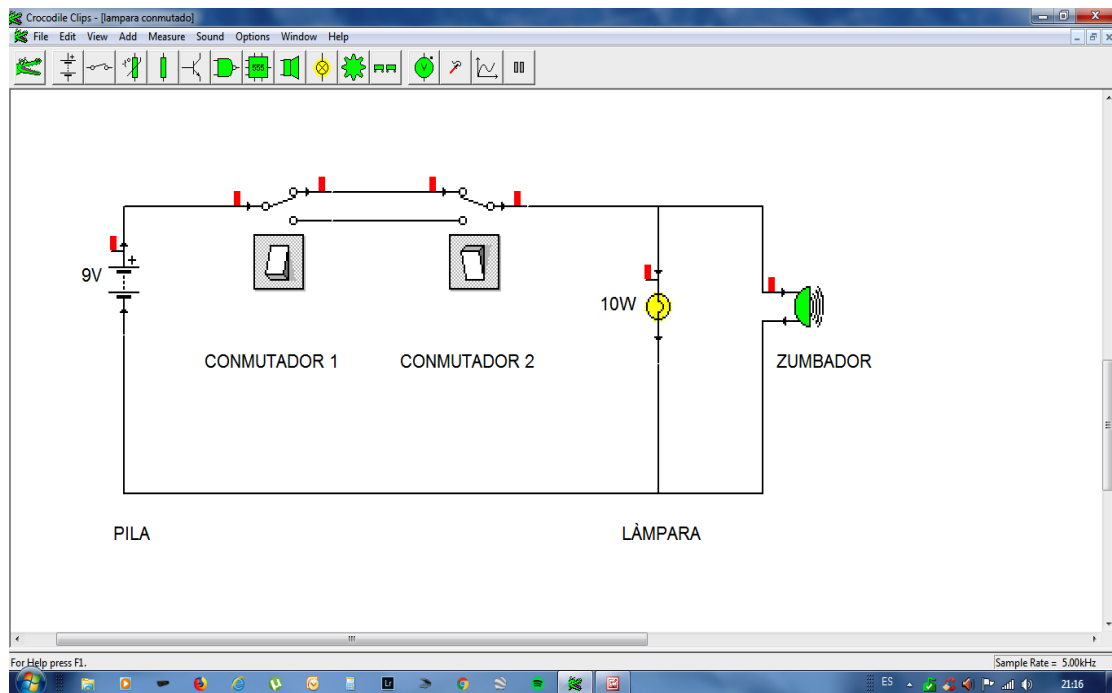 Crocodile Clips - [lampara conmutado]
File Edit View Add Measure Sound Options Window Help
555
V
9V
+
10W
CONMUTADOR 1
CONMUTADOR 2
ZUMBADOR
PILA
LÀMPARA
For Help press F1.
Sample Rate = 5.00kHz
Lr
ES
21:16